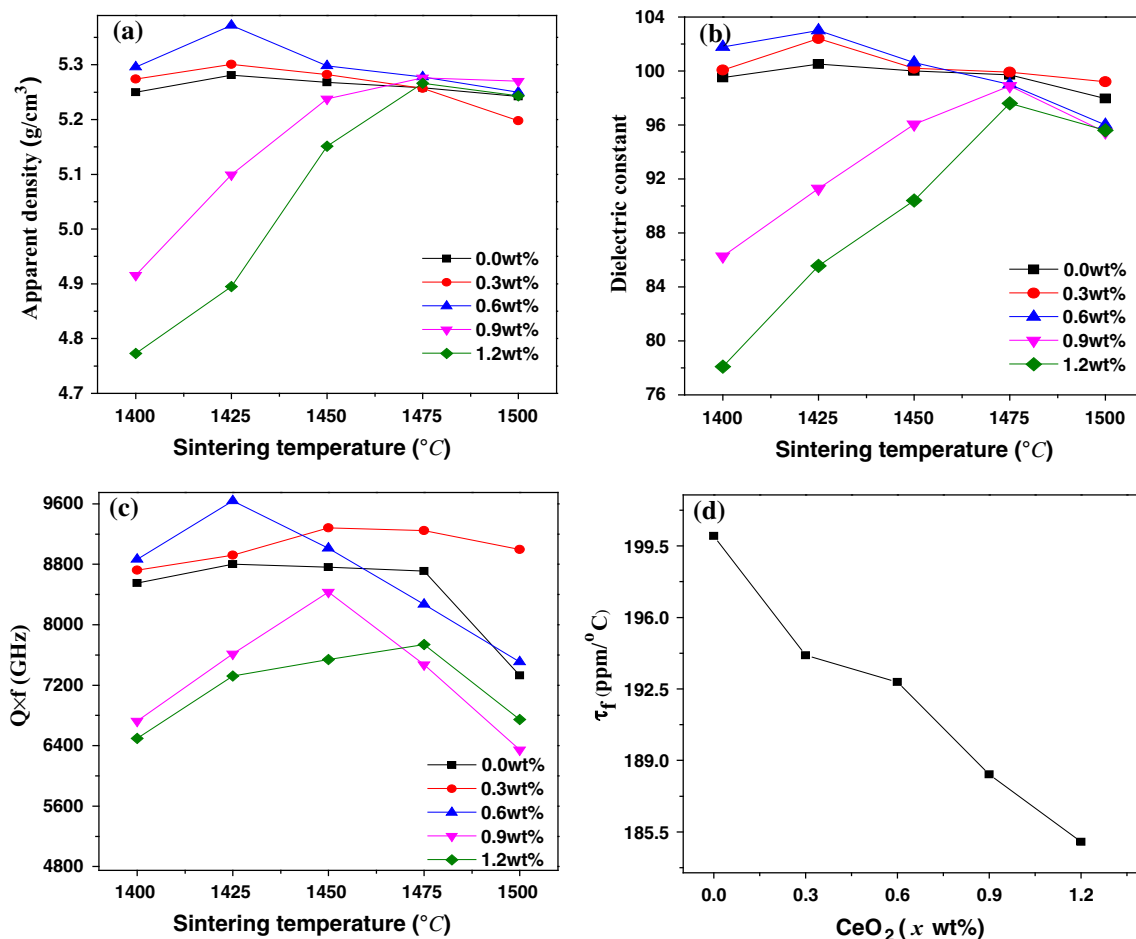 (a)
Apparent density (g/cm³)
5.3
5.2
5.1
5.0
4.9
4.8
4.7
0.0wt%
0.3wt%
0.6wt%
0.9wt%
1.2wt%
1400 1425 1450 1475 1500
Sintering temperature (°C)
(b)
Dielectric constant
104
100
96
92
88
84
80
76
0.0wt%
0.3wt%
0.6wt%
0.9wt%
1.2wt%
1400 1425 1450 1475 1500
Sintering temperature (°C)
(c)
Q×f (GHz)
9600
8800
8000
7200
6400
5600
4800
0.0wt%
0.3wt%
0.6wt%
0.9wt%
1.2wt%
1400 1425 1450 1475 1500
Sintering temperature (°C)
(d)
τf (ppm/°C)
199.5
196.0
192.5
189.0
185.5
0.0 0.3 0.6 0.9 1.2
CeO₂ ( x wt%)